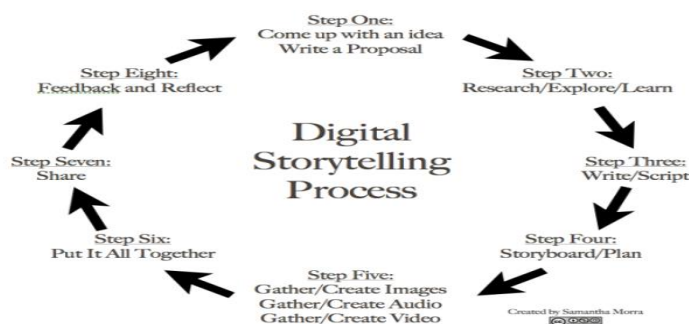 Step One:
Come up with an idea
Write a Proposal
Step Two:
Research/Explore/Learn
Step Three:
Write/Script
Step Four:
Storyboard/Plan
Step Five:
Gather/Create Images
Gather/Create Audio
Gather/Create Video
Step Six:
Put It All Together
Step Seven:
Share
Step Eight:
Feedback and Reflect
Digital
Storytelling
Process
Created by Samantha Morra